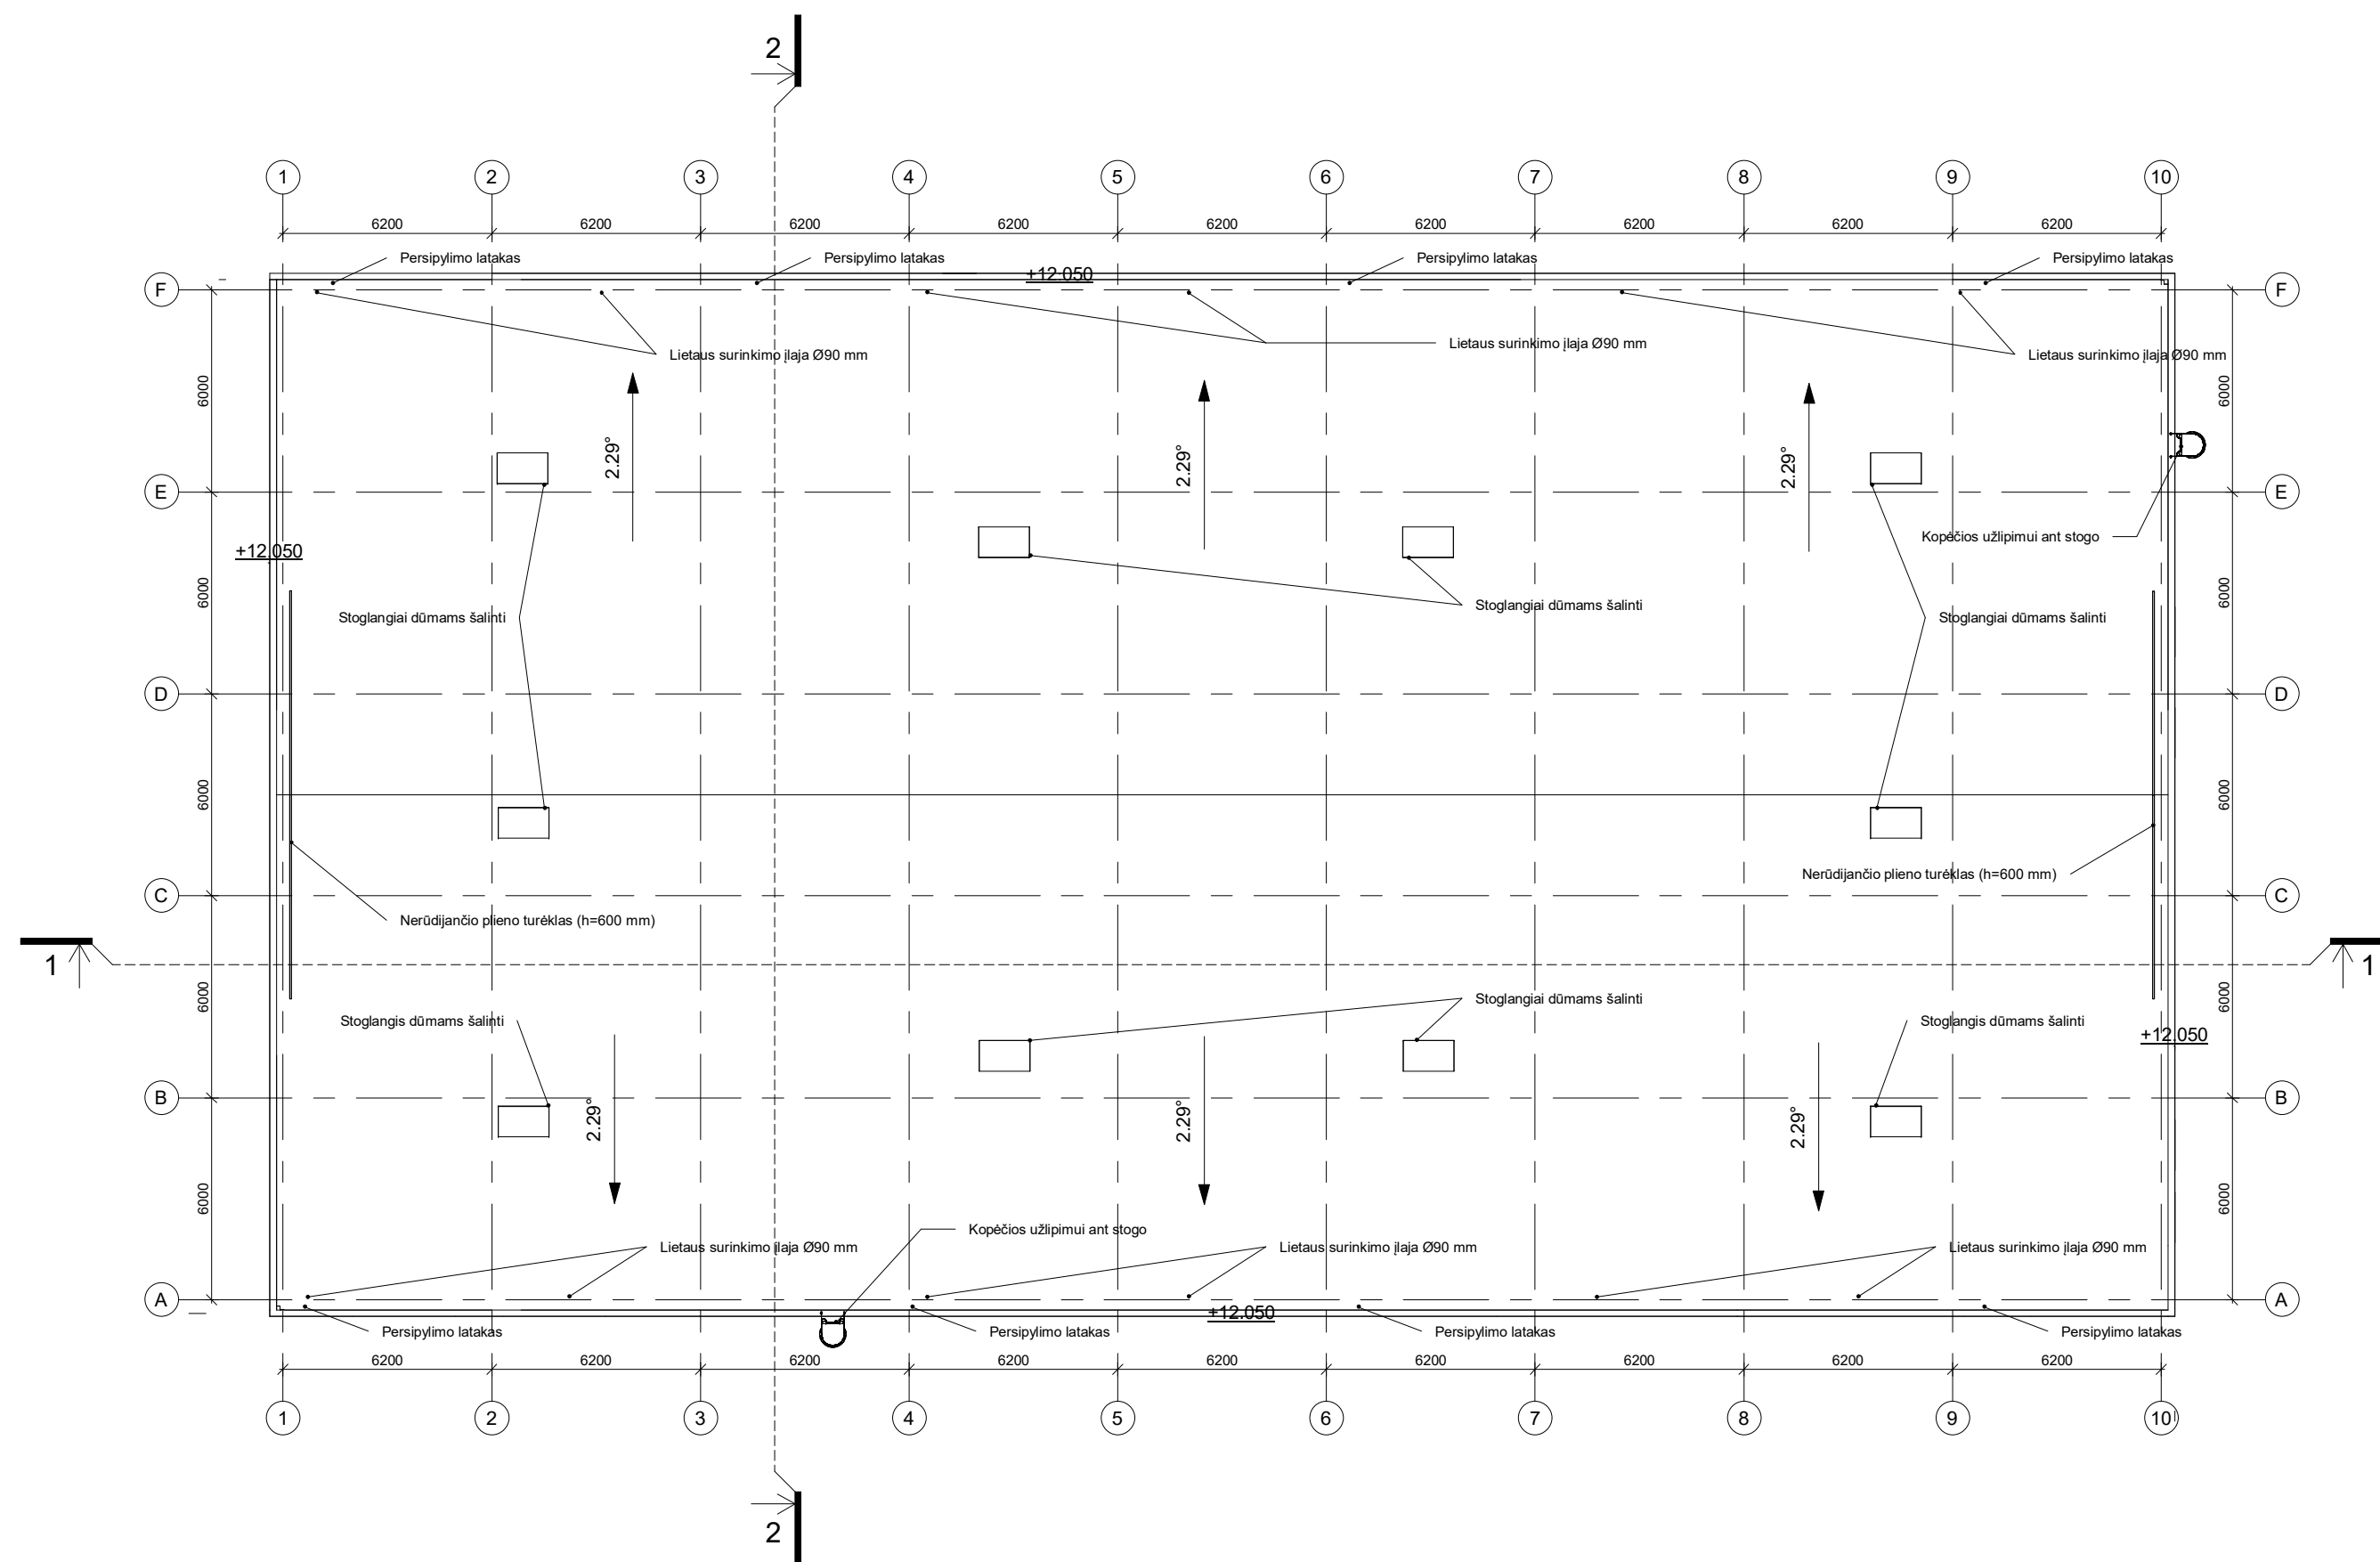 2
1 2 3 4 5 6 7 8 9 10
6200 6200 6200 6200 6200 6200 6200 6200 6200
Persipylimo latakas Persipylimo latakas Persipylimo latakas Persipylimo latakas
+12.050
F F
Lietaus surinkimo įlaja Ø90 mm
Lietaus surinkimo įlaja Ø90 mm
Lietaus surinkimo įlaja Ø90 mm
6000 6000
2.29° 2.29° 2.29°
E E
Kopėčios užlipimui ant stogo
+12.050
6000 6000
Stoglangiai dūmams šalinti
Stoglangiai dūmams šalinti
Stoglangiai dūmams šalinti
D D
6000 6000
Nerūdijančio plieno turėklas (h=600 mm)
C C
Nerūdijančio plieno turėklas (h=600 mm)
1 1
6000 6000
Stoglangiai dūmams šalinti
Stoglangis dūmams šalinti
Stoglangis dūmams šalinti
+12.050
B B
2.29° 2.29° 2.29°
6000 6000
Kopėčios užlipimui ant stogo
Lietaus surinkimo įlaja Ø90 mm Lietaus surinkimo įlaja Ø90 mm Lietaus surinkimo įlaja Ø90 mm
A A
+12.050
Persipylimo latakas Persipylimo latakas Persipylimo latakas Persipylimo latakas
6200 6200 6200 6200 6200 6200 6200 6200 6200
1 2 3 4 5 6 7 8 9 10
2